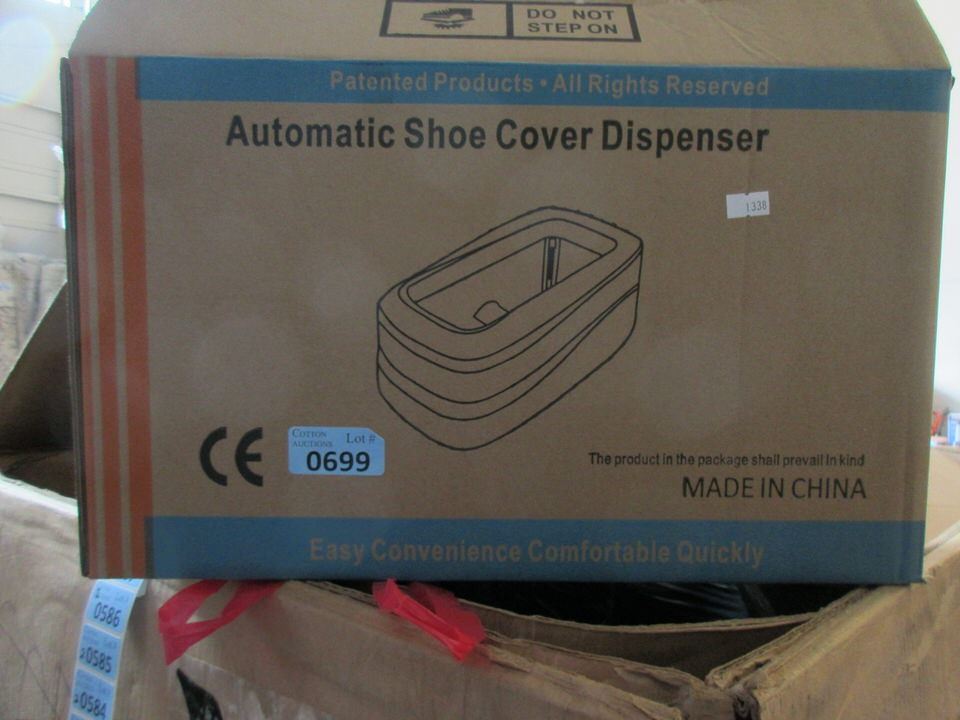 DO NOT
STEP ON
Patented Products • All Rights Reserved
Automatic Shoe Cover Dispenser
1338
CE
COTTON
AUCTIONS
Lot #
0699
The product in the package shall prevail in kind
MADE IN CHINA
Easy Convenience Comfortable Quickly
0586
0585
0584